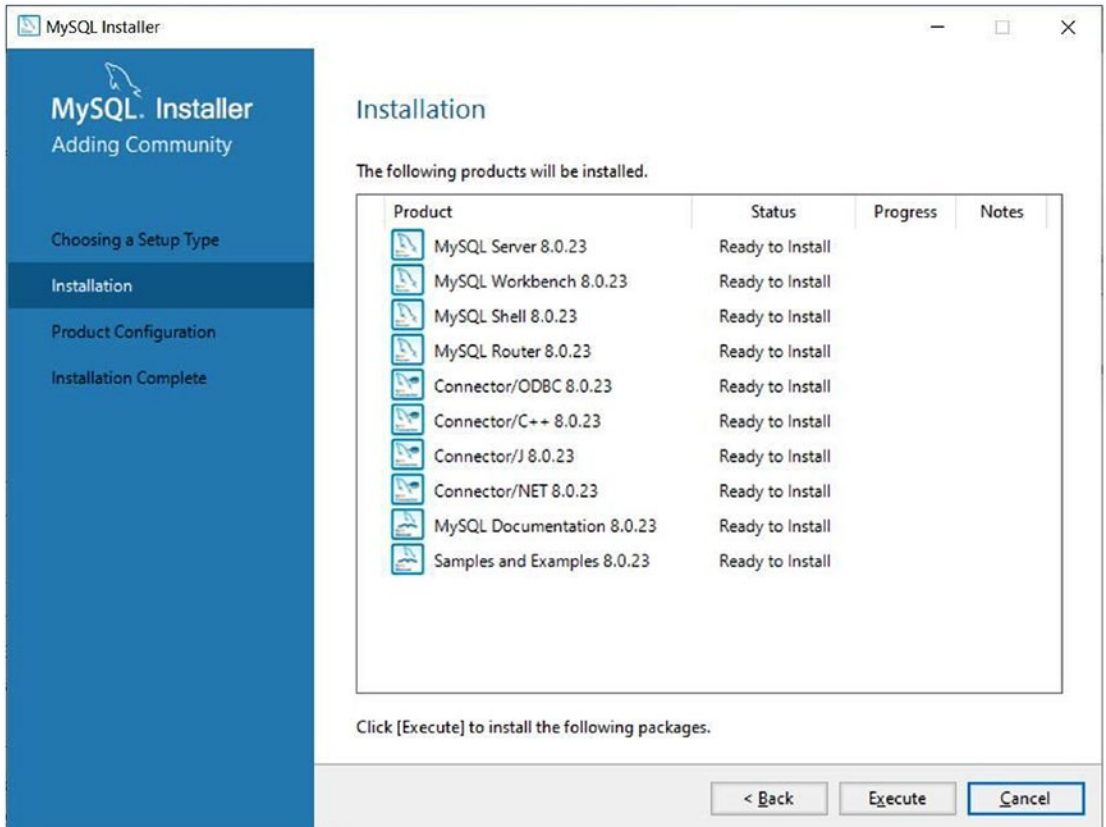 MySQL Installer
MySQL. Installer
Adding Community
Choosing a Setup Type
Installation
Product Configuration
Installation Complete
Installation
The following products will be installed.
Product Status Progress Notes
MySQL Server 8.0.23 Ready to Install
MySQL Workbench 8.0.23 Ready to Install
MySQL Shell 8.0.23 Ready to Install
MySQL Router 8.0.23 Ready to Install
Connector/ODBC 8.0.23 Ready to Install
Connector/C++ 8.0.23 Ready to Install
Connector/J 8.0.23 Ready to Install
Connector/NET 8.0.23 Ready to Install
MySQL Documentation 8.0.23 Ready to Install
Samples and Examples 8.0.23 Ready to Install
Click [Execute] to install the following packages.
< Back Execute Cancel